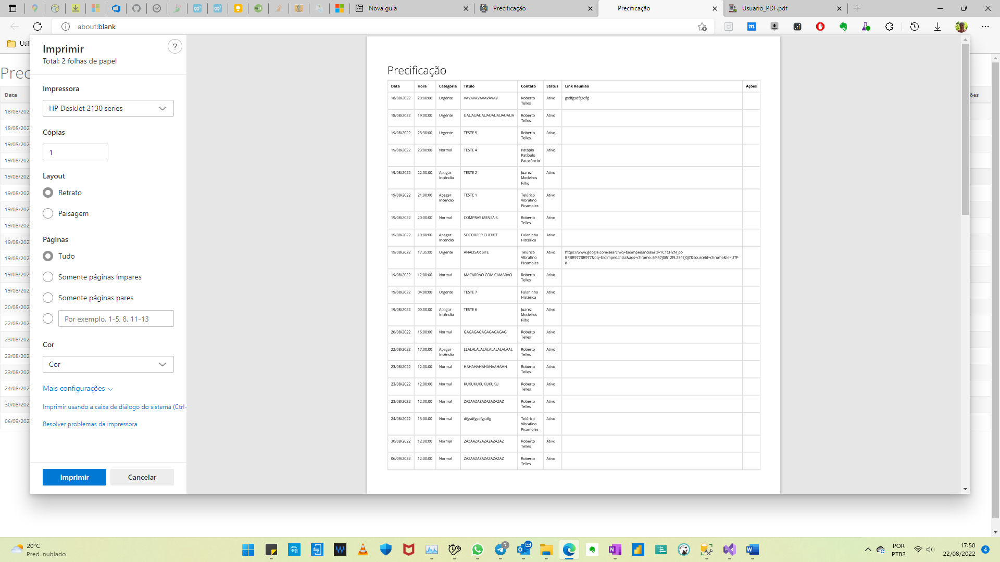 Nova guia
Precificação
Precificação
Usuario_PDF.pdf
about:blank
Utili
Imprimir
Total: 2 folhas de papel
?
Impressora
HP DeskJet 2130 series
Cópias
1
Layout
Retrato
Paisagem
Páginas
Tudo
Somente páginas ímpares
Somente páginas pares
Por exemplo, 1-5, 8, 11-13
Cor
Cor
Mais configurações
Imprimir usando a caixa de diálogo do sistema (Ctrl-
Resolver problemas da impressora
Imprimir
Cancelar
Prec
Data
18/08/202
18/08/202
19/08/202
19/08/202
19/08/202
19/08/202
19/08/202
19/08/202
19/08/202
19/08/202
19/08/202
19/08/202
20/08/202
22/08/202
23/08/202
23/08/202
23/08/202
24/08/202
30/08/202
06/09/202
ões
Precificação
Data Hora Categoria Título Contato Status Link Reunião Ações
18/08/2022 20:00:00 Urgente VAVAVAVAVAVAVAV Roberto Ativo gsdfgsdfgsdfg
Telles
18/08/2022 19:00:00 Urgente UAUAUAUAUAUAUAUAUAUA Roberto Ativo
Telles
19/08/2022 23:30:00 Urgente TESTE 5 Roberto Ativo
Telles
19/08/2022 23:00:00 Normal TESTE 4 Patápio Ativo
Patíbulo
Patacôncio
19/08/2022 22:00:00 Apagar TESTE 2 Juarez Ativo
Incêndio Medeiros
Filho
19/08/2022 21:00:00 Apagar TESTE 1 Telúrico Ativo
Incêndio Vibrafino
Picamoles
19/08/2022 20:00:00 Normal COMPRAS MENSAIS Roberto Ativo
Telles
19/08/2022 19:00:00 Apagar SOCORRER CLIENTE Fulaninha Ativo
Incêndio Histérica
19/08/2022 17:35:00 Urgente ANALISAR SITE Telúrico Ativo https://www.google.com/search?q=bioimpedancia&rlz=1C1CHZN_pt-
Vibrafino BRBR977BR977&oq=bioimpedancia&aqs=chrome..69i57j0i512l9.2547j0j7&sourceid=chrome&ie=UTF-
Picamoles 8
19/08/2022 12:00:00 Normal MACARRÃO COM CAMARÃO Roberto Ativo
Telles
19/08/2022 04:00:00 Urgente TESTE 7 Fulaninha Ativo
Histérica
19/08/2022 00:00:00 Apagar TESTE 6 Juarez Ativo
Incêndio Medeiros
Filho
20/08/2022 16:00:00 Normal GAGAGAGAGAGAGAGAG Roberto Ativo
Telles
22/08/2022 17:00:00 Apagar LLALALALALALALALALALAAL Roberto Ativo
Incêndio Telles
23/08/2022 12:00:00 Normal HAHAHAHAHAHAAHAHH Roberto Ativo
Telles
23/08/2022 12:00:00 Normal KUKUKUKUKUKUKU Roberto Ativo
Telles
23/08/2022 12:00:00 Normal ZAZAAZAZAZAZAZAZAZ Roberto Ativo
Telles
24/08/2022 13:00:00 Normal dfgsdfgsdfgsdfg Telúrico Ativo
Vibrafino
Picamoles
30/08/2022 12:00:00 Normal ZAZAAZAZAZAZAZAZAZ Roberto Ativo
Telles
06/09/2022 12:00:00 Normal ZAZAAZAZAZAZAZAZAZ Roberto Ativo
Telles
20°C
Pred. nublado
7
POR
PTB2
17:50
22/08/2022
4